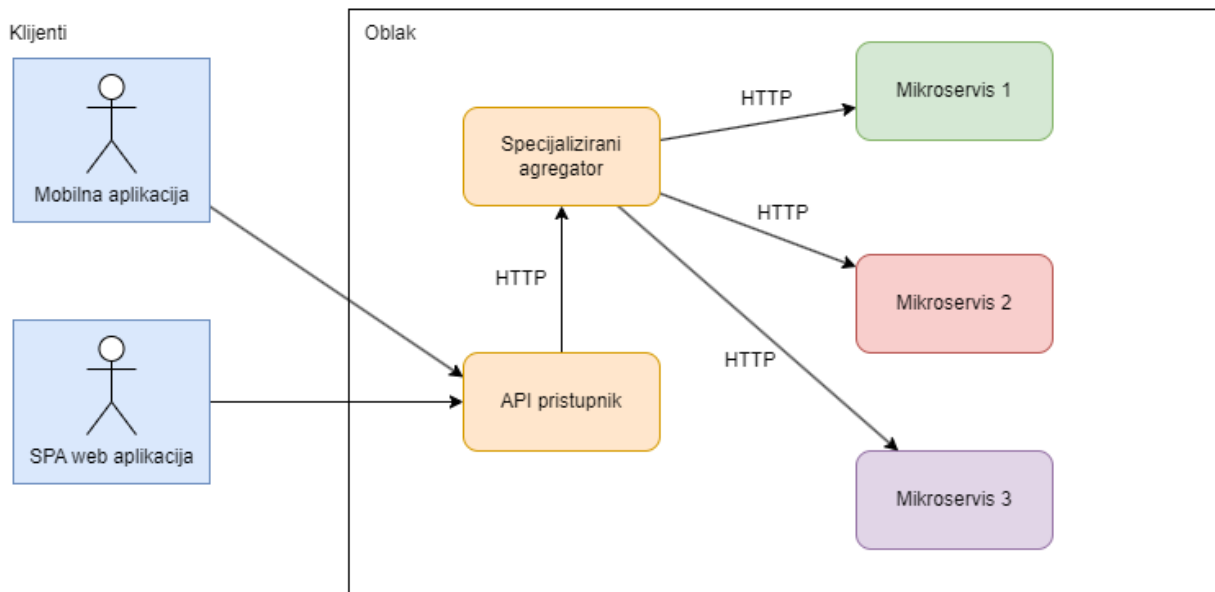 Klijenti
Oblak
Mobilna aplikacija
SPA web aplikacija
Specijalizirani
agregator
HTTP
API pristupnik
HTTP
HTTP
HTTP
Mikroservis 1
Mikroservis 2
Mikroservis 3